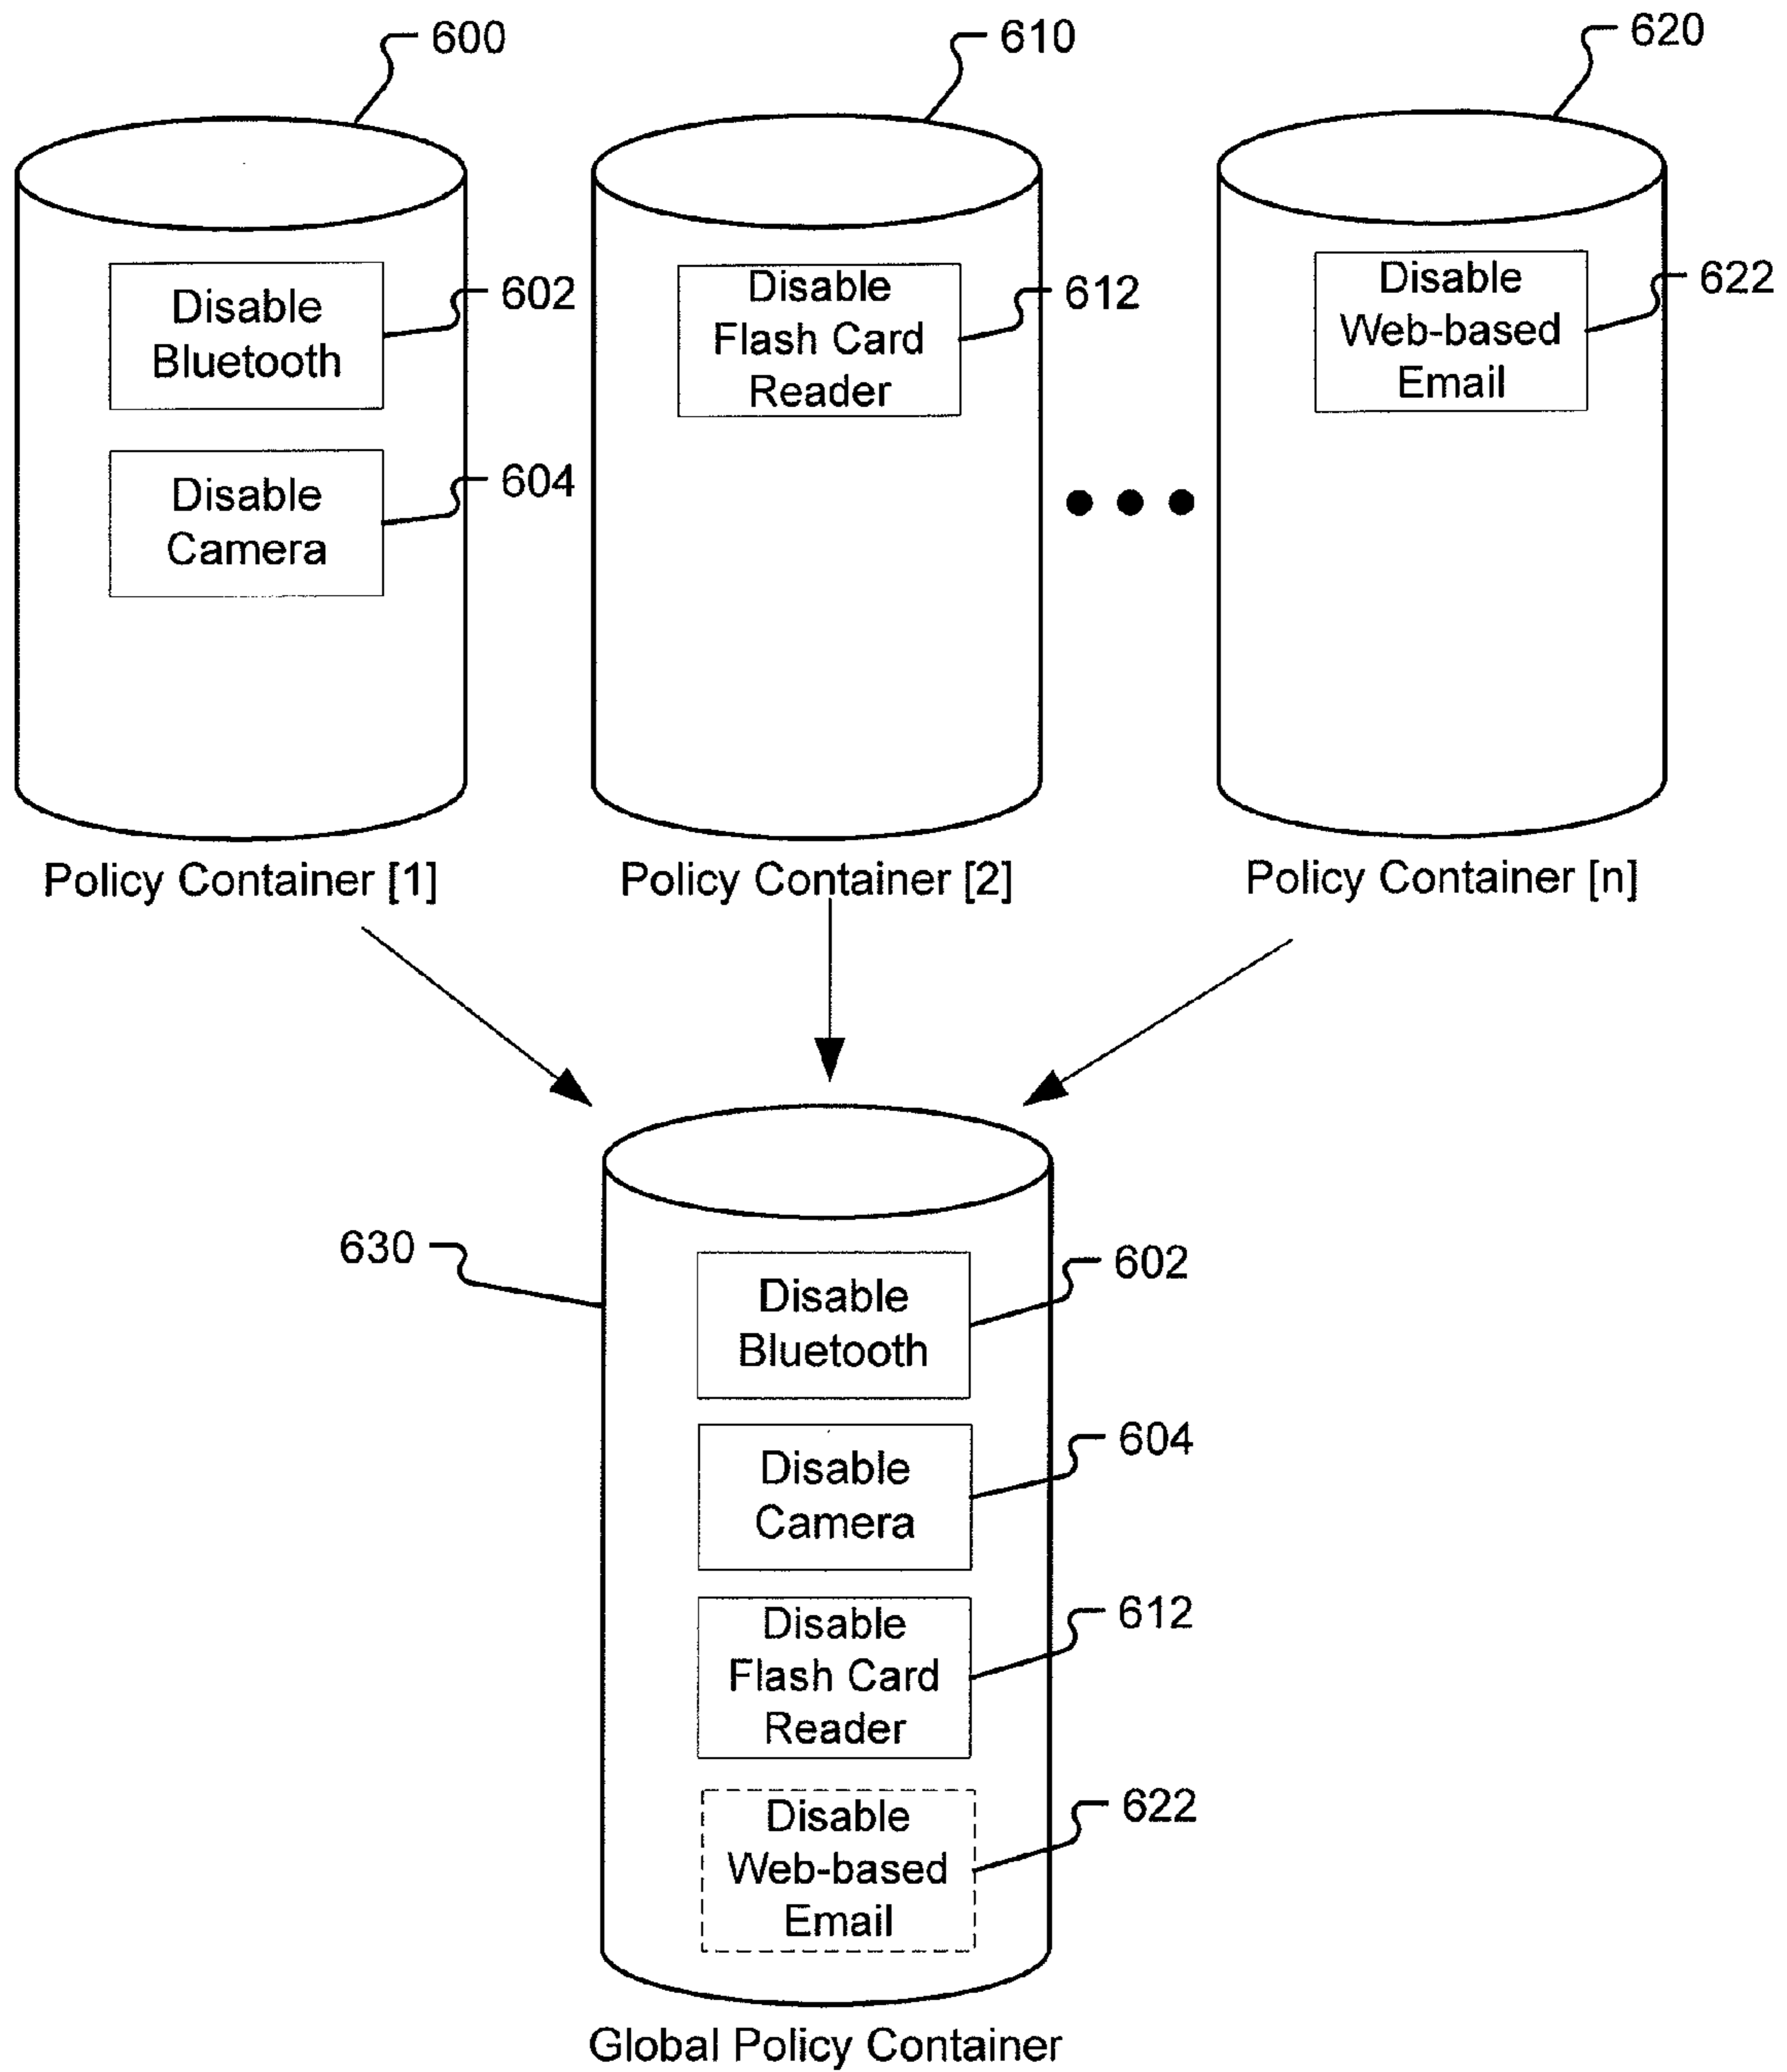 600
610
620
Disable
Bluetooth
602
Disable
Camera
604
Disable
Flash Card
Reader
612
Disable
Web-based
Email
622
Policy Container [1]
Policy Container [2]
Policy Container [n]
630
Disable
Bluetooth
602
Disable
Camera
604
Disable
Flash Card
Reader
612
Disable
Web-based
Email
622
Global Policy Container